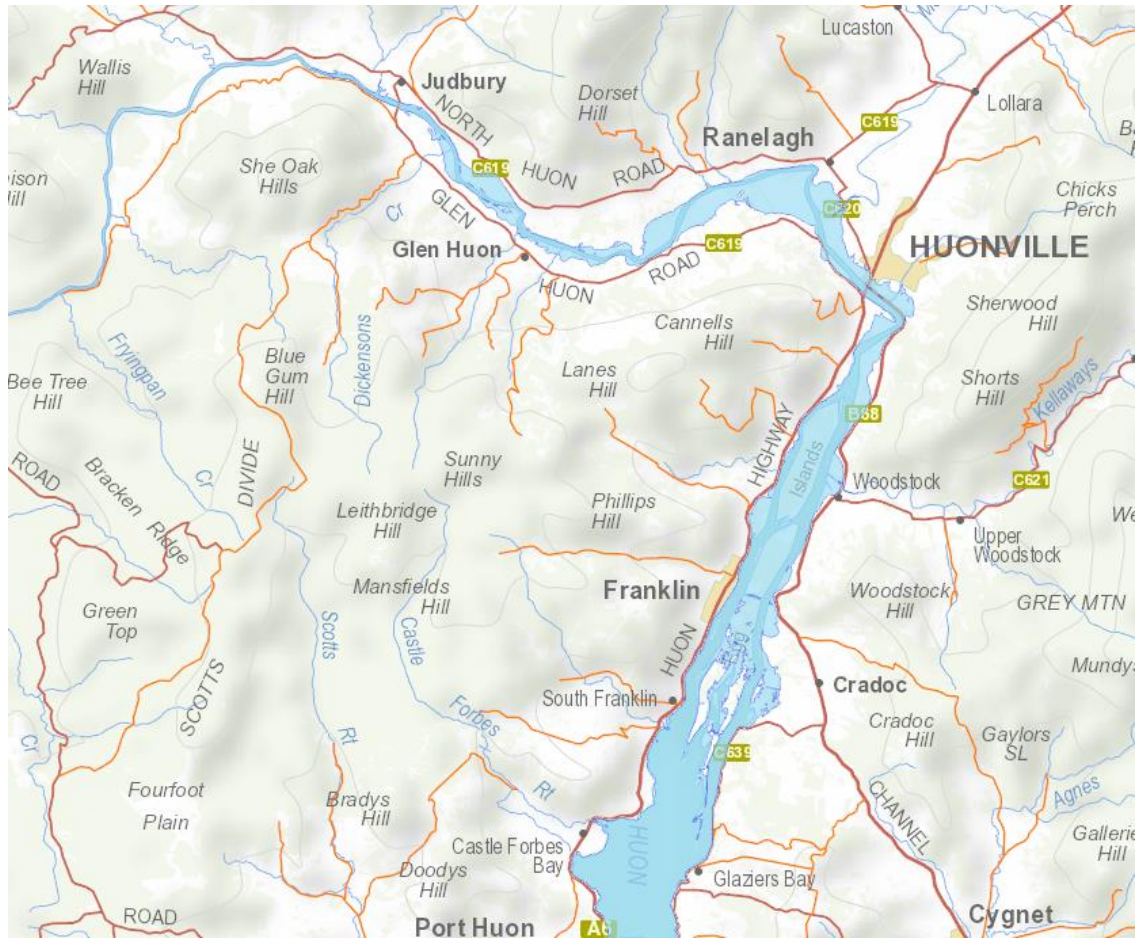 Lucaston
Wallis
Hill
Judbury
Dorset
Hill
Lollara
C619
NORTH
Ranelagh
C619
HUON
ROAD
She Oak
Hills
Chicks
Perch
Cr
GLEN
C620
Glen Huon
C619
HUONVILLE
HUON
ROAD
Sherwood
Hill
Cannells
Hill
Fryingpan
Dickensons
Blue
Gum
Hill
Lanes
Hill
Shorts
Hill
Kellaways
Bee Tree
Hill
HIGHWAY
B68
ROAD
Bracken
Ridge
Cr
DIVIDE
Sunny
Hills
Islands
Woodstock
C621
Leithbridge
Hill
Phillips
Hill
Upper
Woodstock
Mansfields
Hill
Franklin
Woodstock
Hill
GREY MTN
Green
Top
Scotts
Castle
HUON
Egg
Mundys
SCOTTS
South Franklin
Cradoc
Forbes
Cradoc
Hill
Gaylors
SL
Cr
Rt
C639
Fourfoot
Plain
Bradys
Hill
Rt
CHANNEL
Agnes
Castle Forbes
Bay
HUON
Gallerie
Hill
Doodys
Hill
Glaziers Bay
ROAD
Port Huon
A6
Cygnet